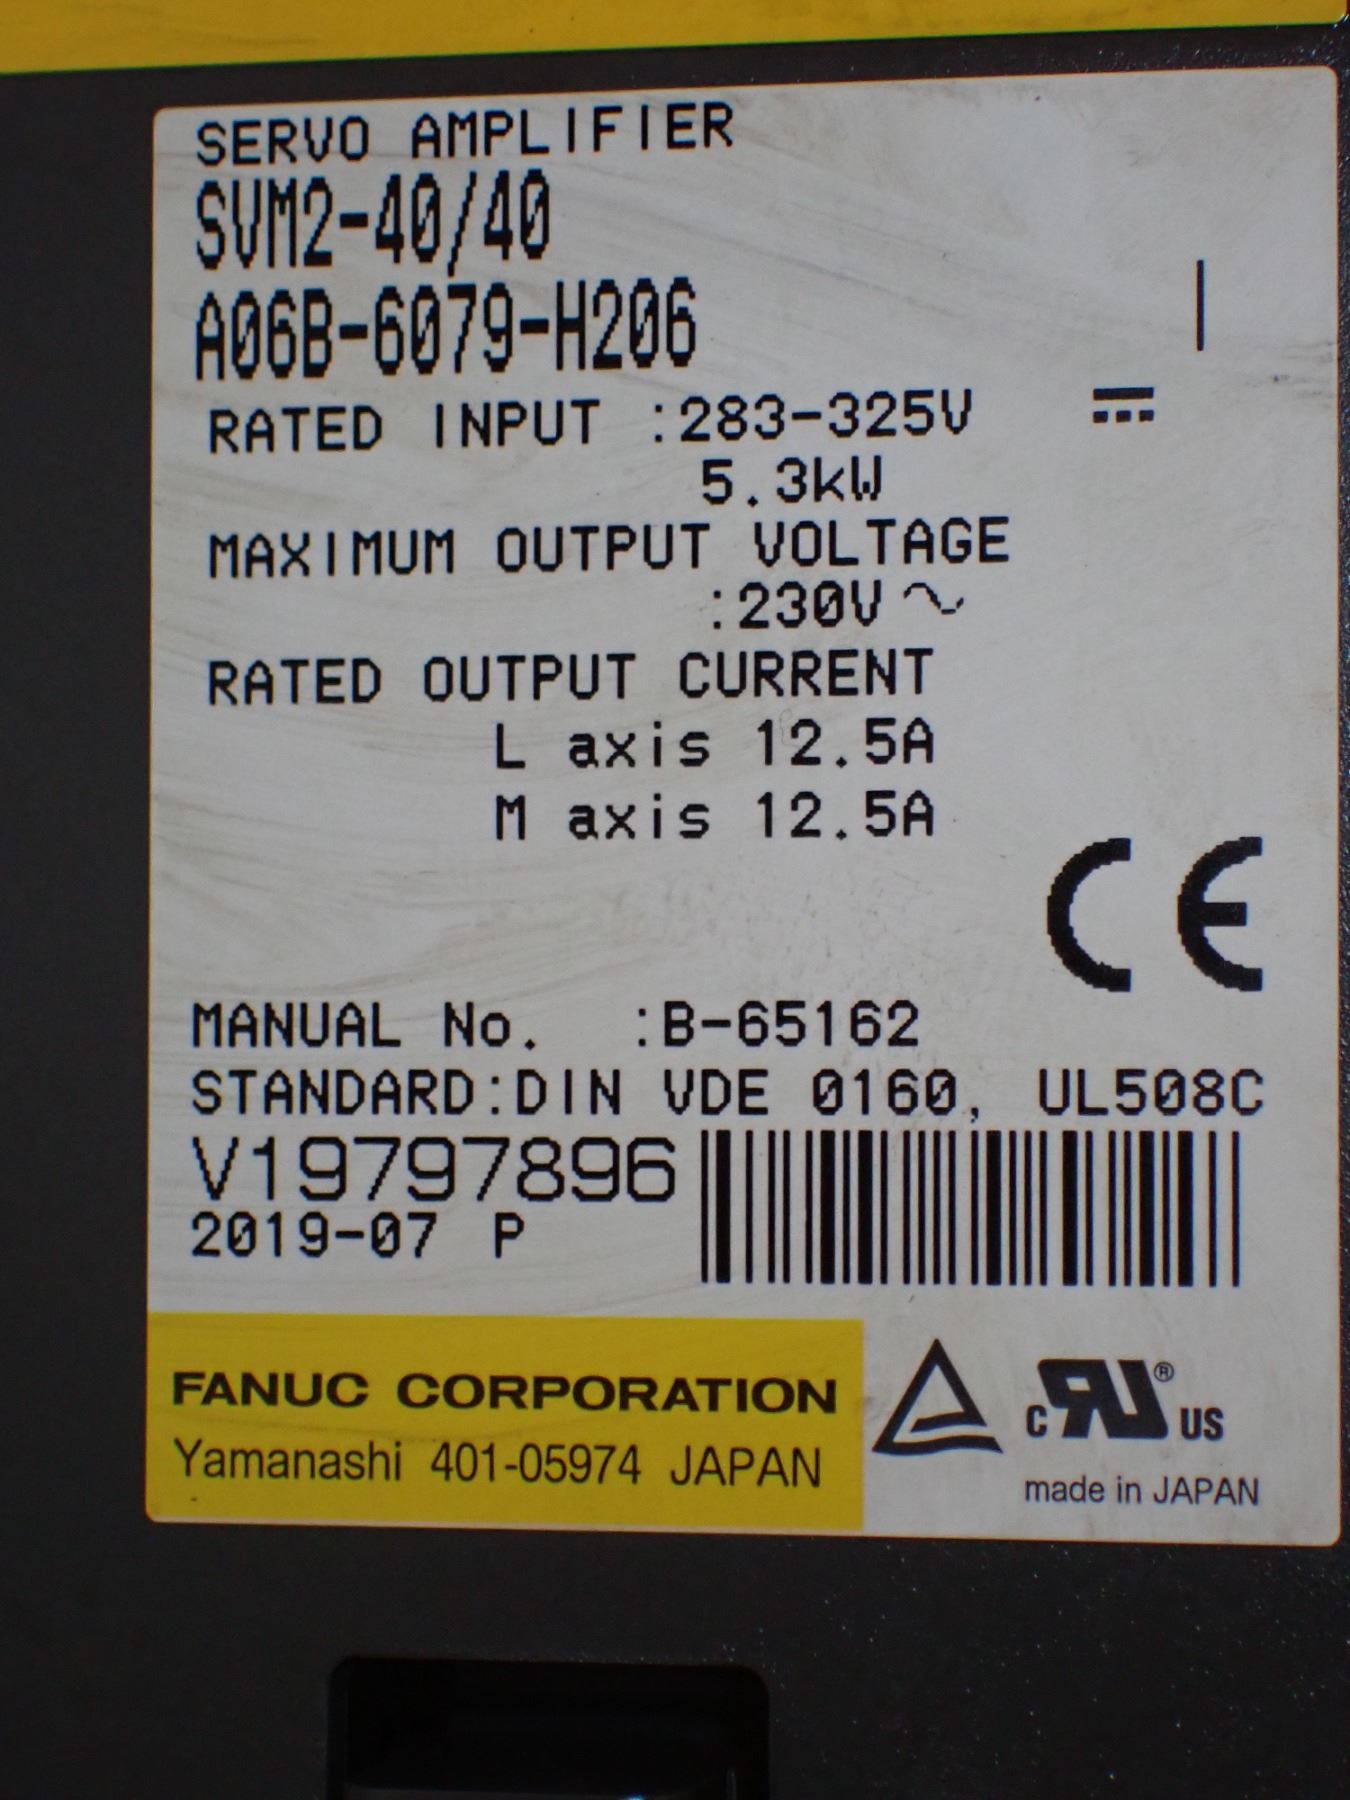 SERVO AMPLIFIER
SVM2-40/40
A06B-6079-H206
RATED INPUT :283-325V ⎓
5.3kW
MAXIMUM OUTPUT VOLTAGE
:230V ~
RATED OUTPUT CURRENT
L axis 12.5A
M axis 12.5A
CE
MANUAL No. :B-65162
STANDARD:DIN VDE 0160, UL508C
V19797896
2019-07 P
FANUC CORPORATION
Yamanashi 401-05974 JAPAN
c RU ® US
made in JAPAN